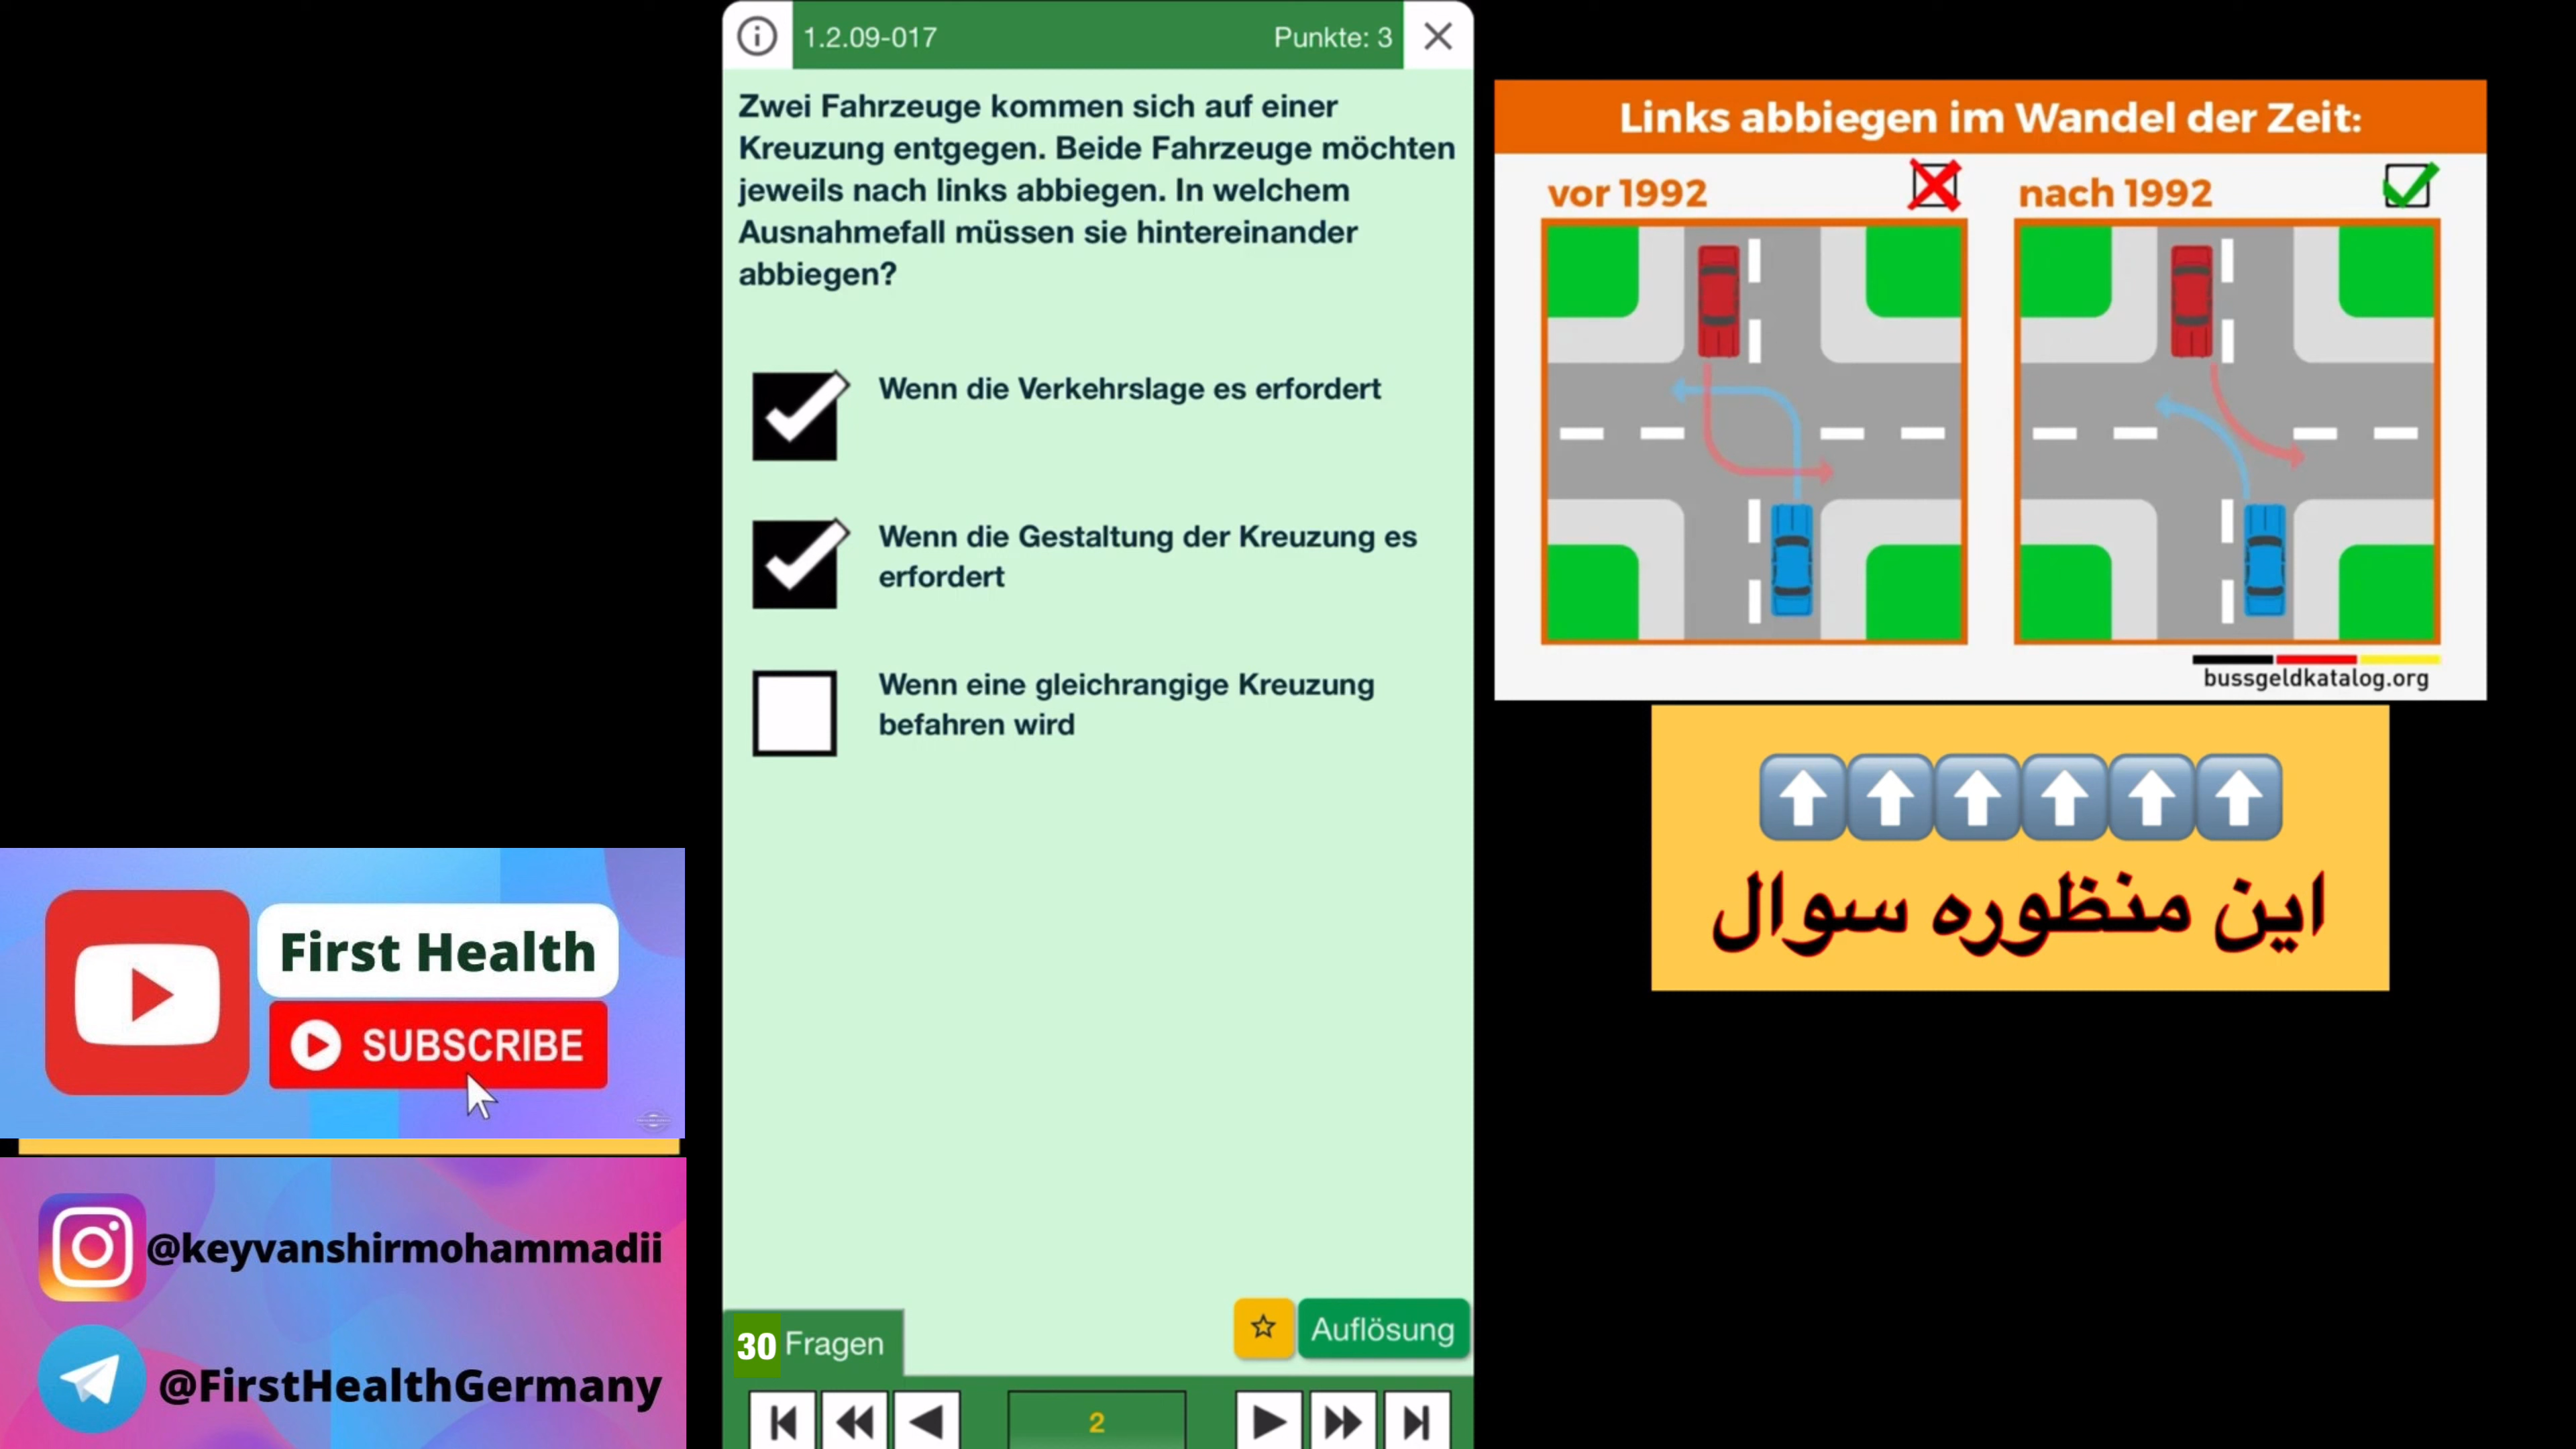 1.2.09-017
Punkte: 3
Zwei Fahrzeuge kommen sich auf einer
Kreuzung entgegen. Beide Fahrzeuge möchten
jeweils nach links abbiegen. In welchem
Ausnahmefall müssen sie hintereinander
abbiegen?
Wenn die Verkehrslage es erfordert
Wenn die Gestaltung der Kreuzung es
erfordert
Wenn eine gleichrangige Kreuzung
befahren wird
Auflösung
30 Fragen
2
Links abbiegen im Wandel der Zeit:
vor 1992
nach 1992
bussgeldkatalog.org
این منظوره سوال
First Health
SUBSCRIBE
@keyvanshirmohammadii
@FirstHealthGermany